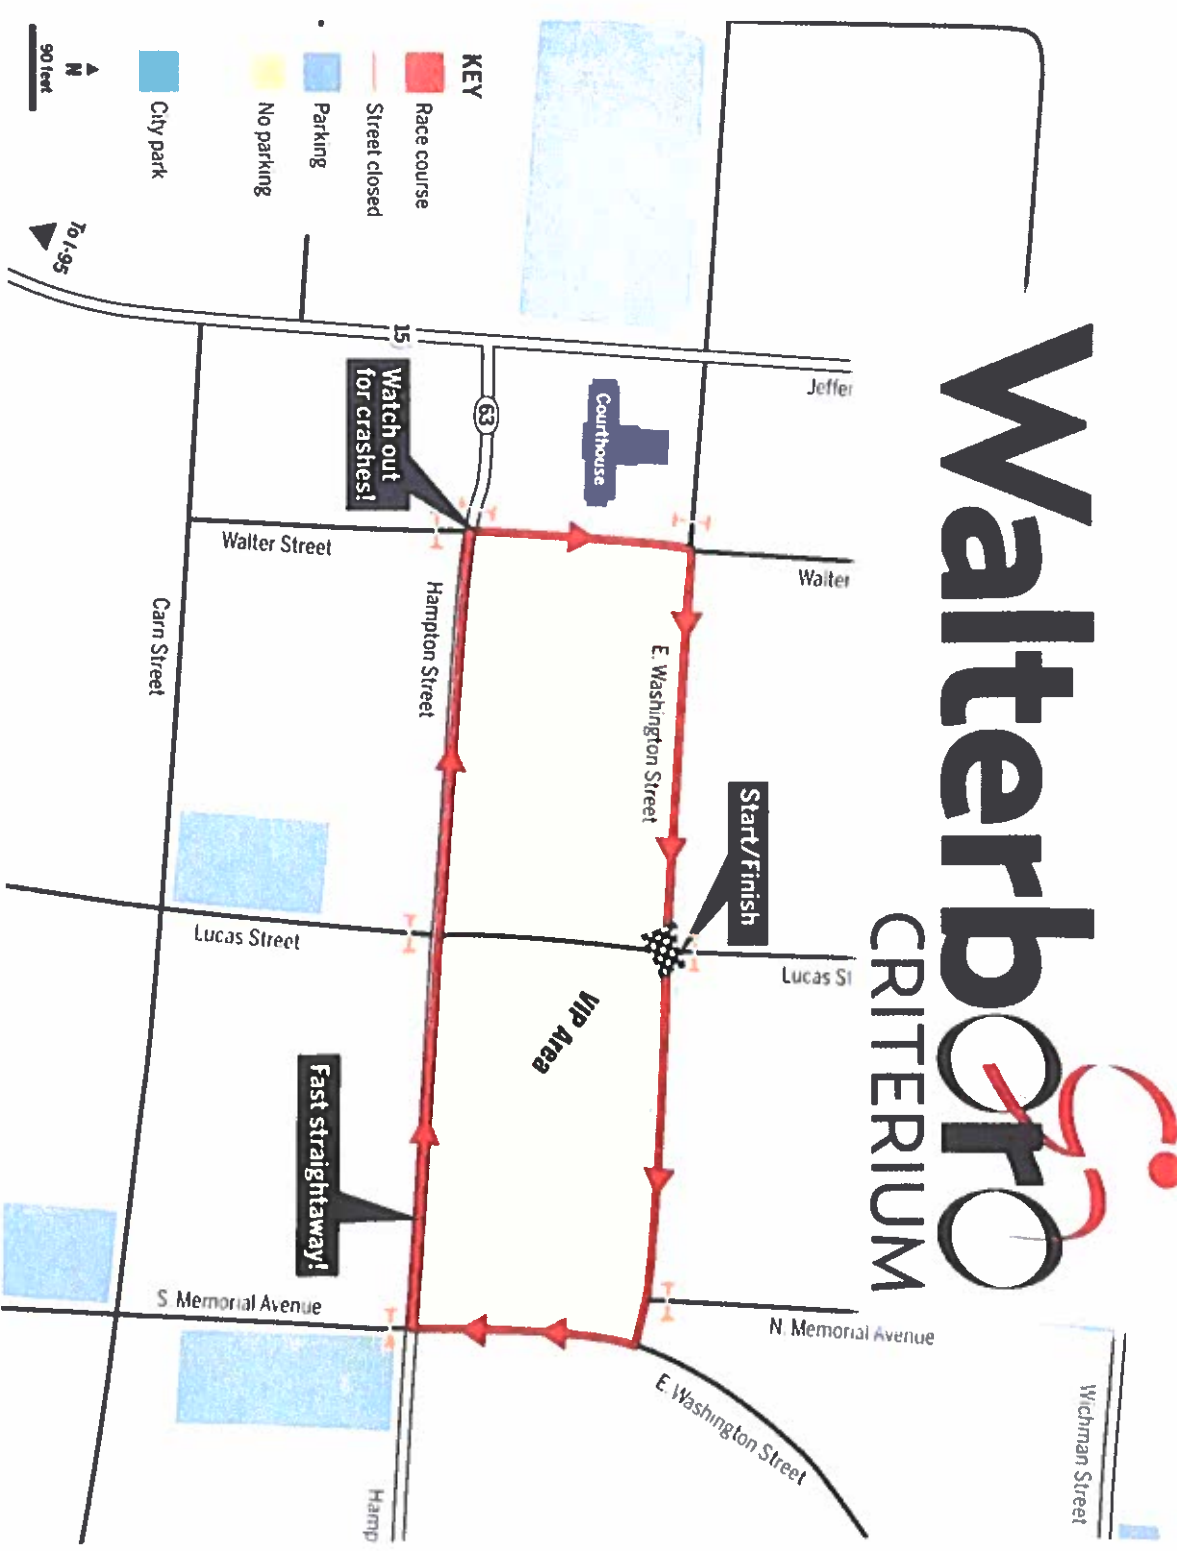 Walterboro
CRITERIUM
Wichman Street
Jeffer
Walter
Lucas St
N. Memorial Avenue
Start/Finish
E. Washington Street
E. Washington Street
Courthouse
VIP Area
63
15
Watch out
for crashes!
Hampton Street
Hamp
Fast straightaway!
Walter Street
Lucas Street
S. Memorial Avenue
Carn Street
To I-95
KEY
Race course
Street closed
Parking
No parking
City park
N
90 feet